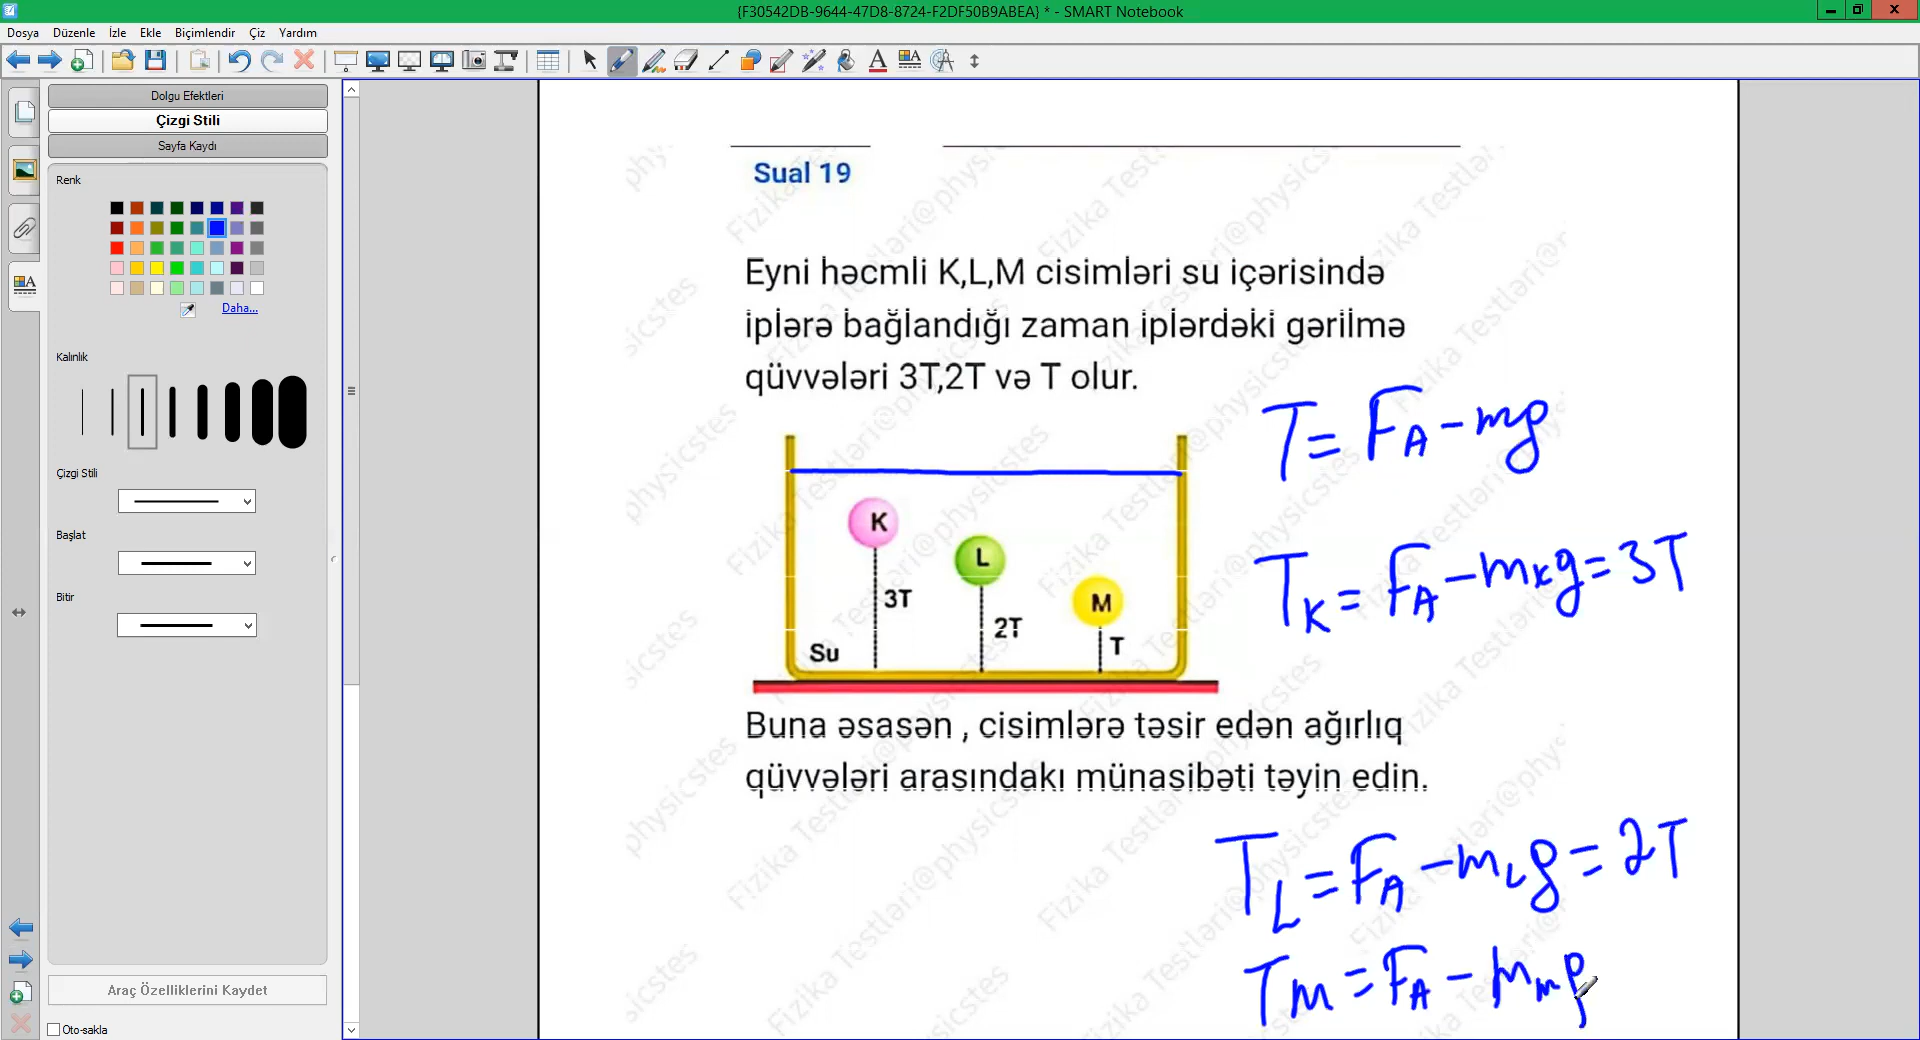 {F30542DB-9644-47D8-8724-F2DF50B9ABEA} * - SMART Notebook
Dosya Düzenle İzle Ekle Biçimlendir Çiz Yardım
Dolgu Efektleri
Çizgi Stili
Sayfa Kaydı
Renk
Daha...
Kalınlık
Çizgi Stili
Başlat
Bitir
Araç Özelliklerini Kaydet
Oto-sakla
Sual 19
Eyni həcmli K,L,M cisimləri su içərisində
iplərə bağlandığı zaman iplərdəki gərilmə
qüvvələri 3T,2T və T olur.
T = FA - mg
K
L
M
3T
2T
T
Su
TK = FA - mKg = 3T
Buna əsasən , cisimlərə təsir edən ağırlıq
qüvvələri arasındakı münasibəti təyin edin.
TL = FA - mLg = 2T
TM = FA - mmg
Fizika Testləri@physicstes